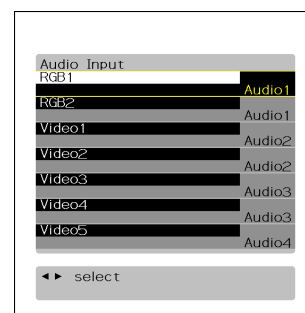 Audio Input
RGB1
Audio1
RGB2
Audio1
Video1
Audio2
Video2
Audio2
Video3
Audio3
Video4
Audio3
Video5
Audio4
◄► select